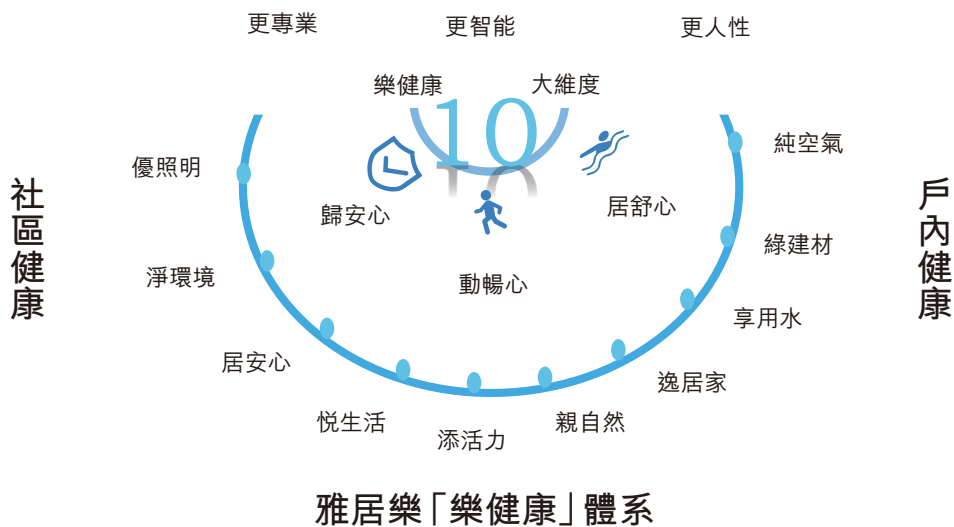 更專業
更智能
更人性
樂健康
大維度
10
歸安心
動暢心
居舒心
社區健康
優照明
淨環境
居安心
悦生活
添活力
親自然
逸居家
享用水
綠建材
純空氣
戶內健康
雅居樂「樂健康」體系